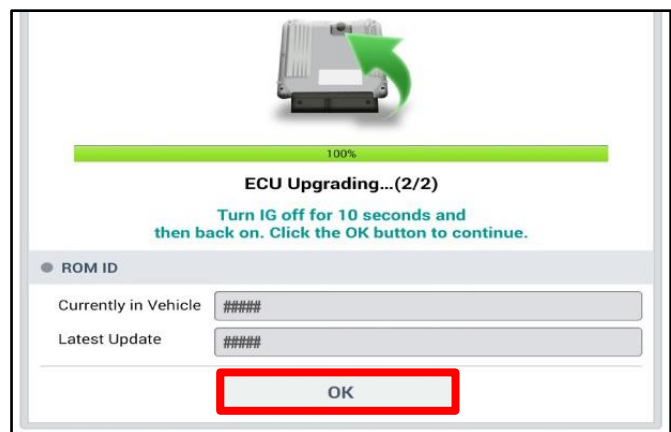 100%
ECU Upgrading...(2/2)
Turn IG off for 10 seconds and
then back on. Click the OK button to continue.
ROM ID
Currently in Vehicle #####
Latest Update #####
OK